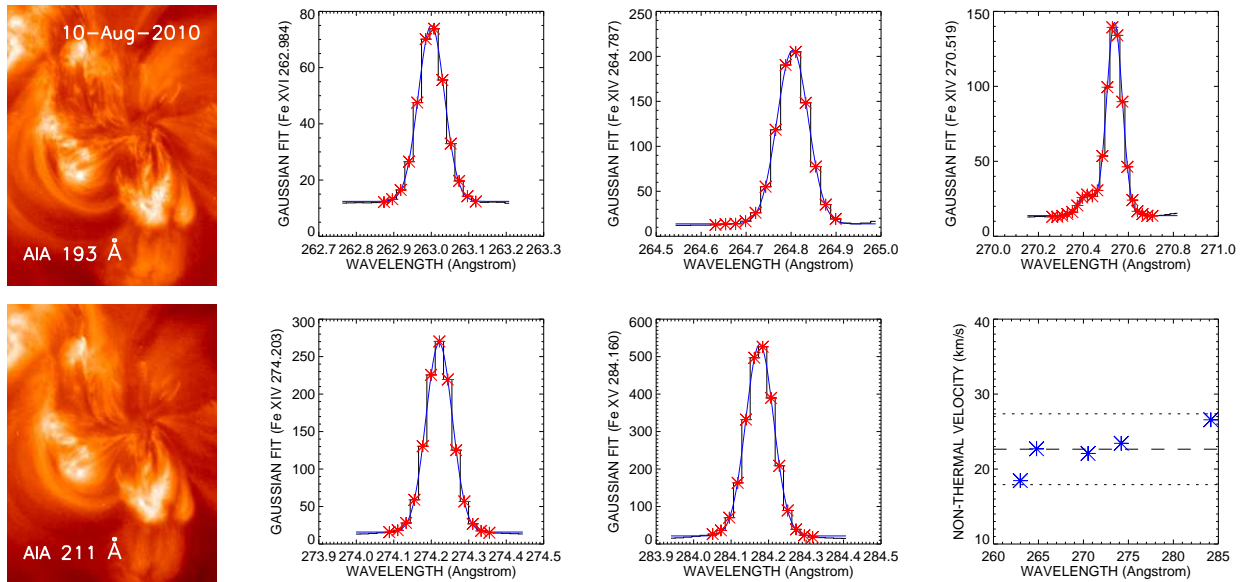 10-Aug-2010
AIA 193 Å
GAUSSIAN FIT (Fe XVI 262.984)
80
60
40
20
0
262.7 262.8 262.9 263.0 263.1 263.2 263.3
WAVELENGTH (Angstrom)
GAUSSIAN FIT (Fe XIV 264.787)
250
200
150
100
50
0
264.5 264.6 264.7 264.8 264.9 265.0
WAVELENGTH (Angstrom)
GAUSSIAN FIT (Fe XIV 270.519)
150
100
50
0
270.0 270.2 270.4 270.6 270.8 271.0
WAVELENGTH (Angstrom)
AIA 211 Å
GAUSSIAN FIT (Fe XIV 274.203)
300
250
200
150
100
50
0
273.9 274.0 274.1 274.2 274.3 274.4 274.5
WAVELENGTH (Angstrom)
GAUSSIAN FIT (Fe XV 284.160)
600
500
400
300
200
100
0
283.9 284.0 284.1 284.2 284.3 284.4 284.5
WAVELENGTH (Angstrom)
NON-THERMAL VELOCITY (km/s)
40
30
20
10
260 265 270 275 280 285
WAVELENGTH (Angstrom)